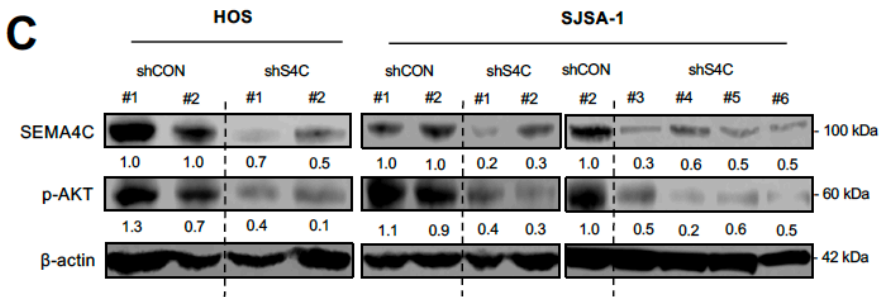 C
HOS SJSA-1
shCON shS4C shCON shS4C shCON shS4C
#1 #2 #1 #2 #1 #2 #1 #2 #2 #3 #4 #5 #6
SEMA4C - 100 kDa
1.0 1.0 0.7 0.5 1.0 1.0 0.2 0.3 1.0 0.3 0.6 0.5 0.5
p-AKT - 60 kDa
1.3 0.7 0.4 0.1 1.1 0.9 0.4 0.3 1.0 0.5 0.2 0.6 0.5
β-actin - 42 kDa